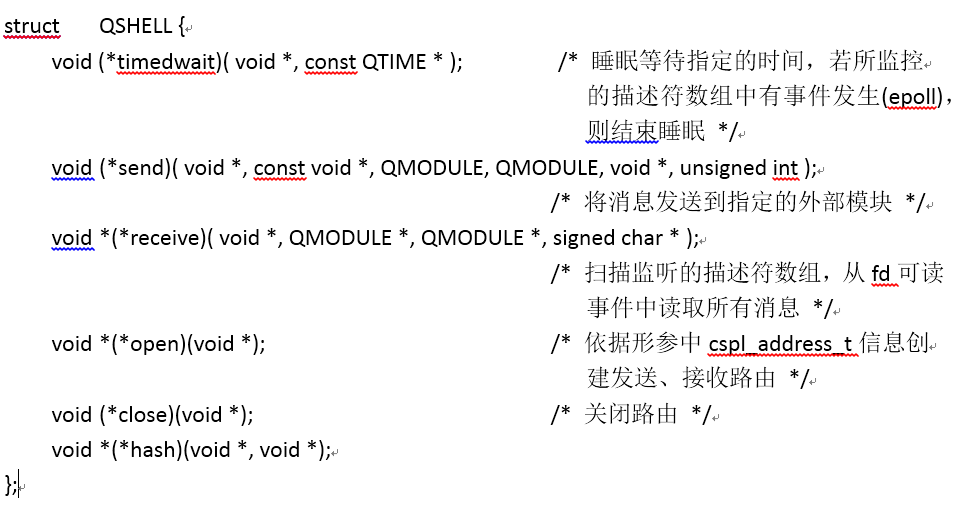 struct QSHELL {
void (*timedwait)( void *, const QTIME * ); /* 睡眠等待指定的时间，若所监控
的描述符数组中有事件发生(epoll)，
则结束睡眠 */
void (*send)( void *, const void *, QMODULE, QMODULE, void *, unsigned int );
/* 将消息发送到指定的外部模块 */
void *(*receive)( void *, QMODULE *, QMODULE *, signed char * );
/* 扫描监听的描述符数组，从 fd 可读
事件中读取所有消息 */
void *(*open)(void *); /* 依据形参中 cspl_address_t 信息创
建发送、接收路由 */
void (*close)(void *); /* 关闭路由 */
void *(*hash)(void *, void *);
};